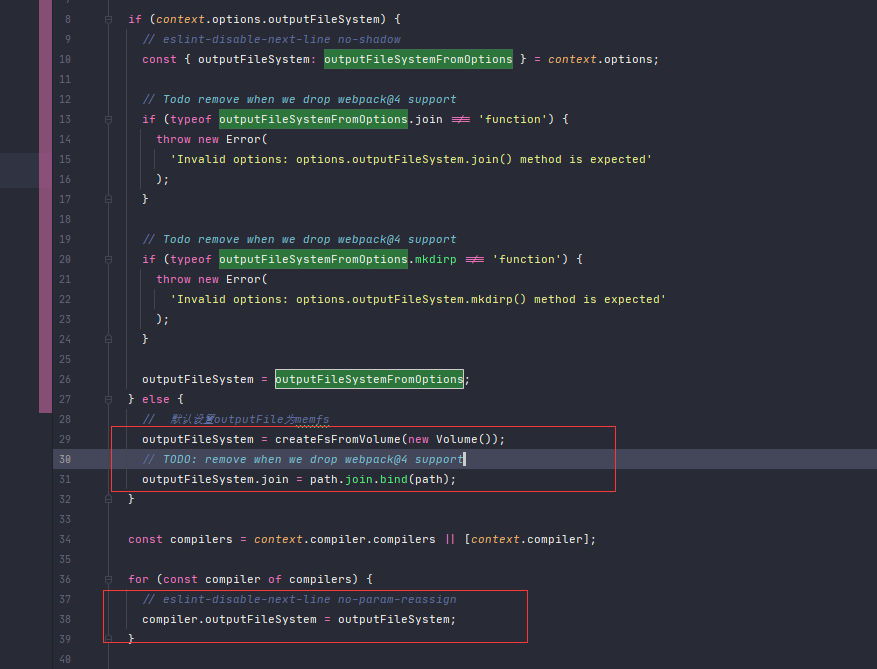 8 if (context.options.outputFileSystem) {
9 // eslint-disable-next-line no-shadow
10 const { outputFileSystem: outputFileSystemFromOptions } = context.options;
11
12 // Todo remove when we drop webpack@4 support
13 if (typeof outputFileSystemFromOptions.join !== 'function') {
14 throw new Error(
15 'Invalid options: options.outputFileSystem.join() method is expected'
16 );
17 }
18
19 // Todo remove when we drop webpack@4 support
20 if (typeof outputFileSystemFromOptions.mkdirp !== 'function') {
21 throw new Error(
22 'Invalid options: options.outputFileSystem.mkdirp() method is expected'
23 );
24 }
25
26 outputFileSystem = outputFileSystemFromOptions;
27 } else {
28 // 默认设置outputFile为memfs
29 outputFileSystem = createFsFromVolume(new Volume());
30 // TODO: remove when we drop webpack@4 support
31 outputFileSystem.join = path.join.bind(path);
32 }
33
34 const compilers = context.compiler.compilers || [context.compiler];
35
36 for (const compiler of compilers) {
37 // eslint-disable-next-line no-param-reassign
38 compiler.outputFileSystem = outputFileSystem;
39 }
40